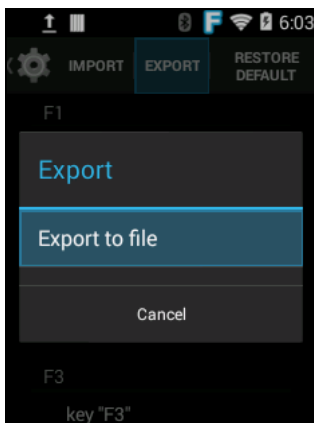 F 6:03
IMPORT EXPORT RESTORE DEFAULT
F1
Export
Export to file
Cancel
F3
key "F3"